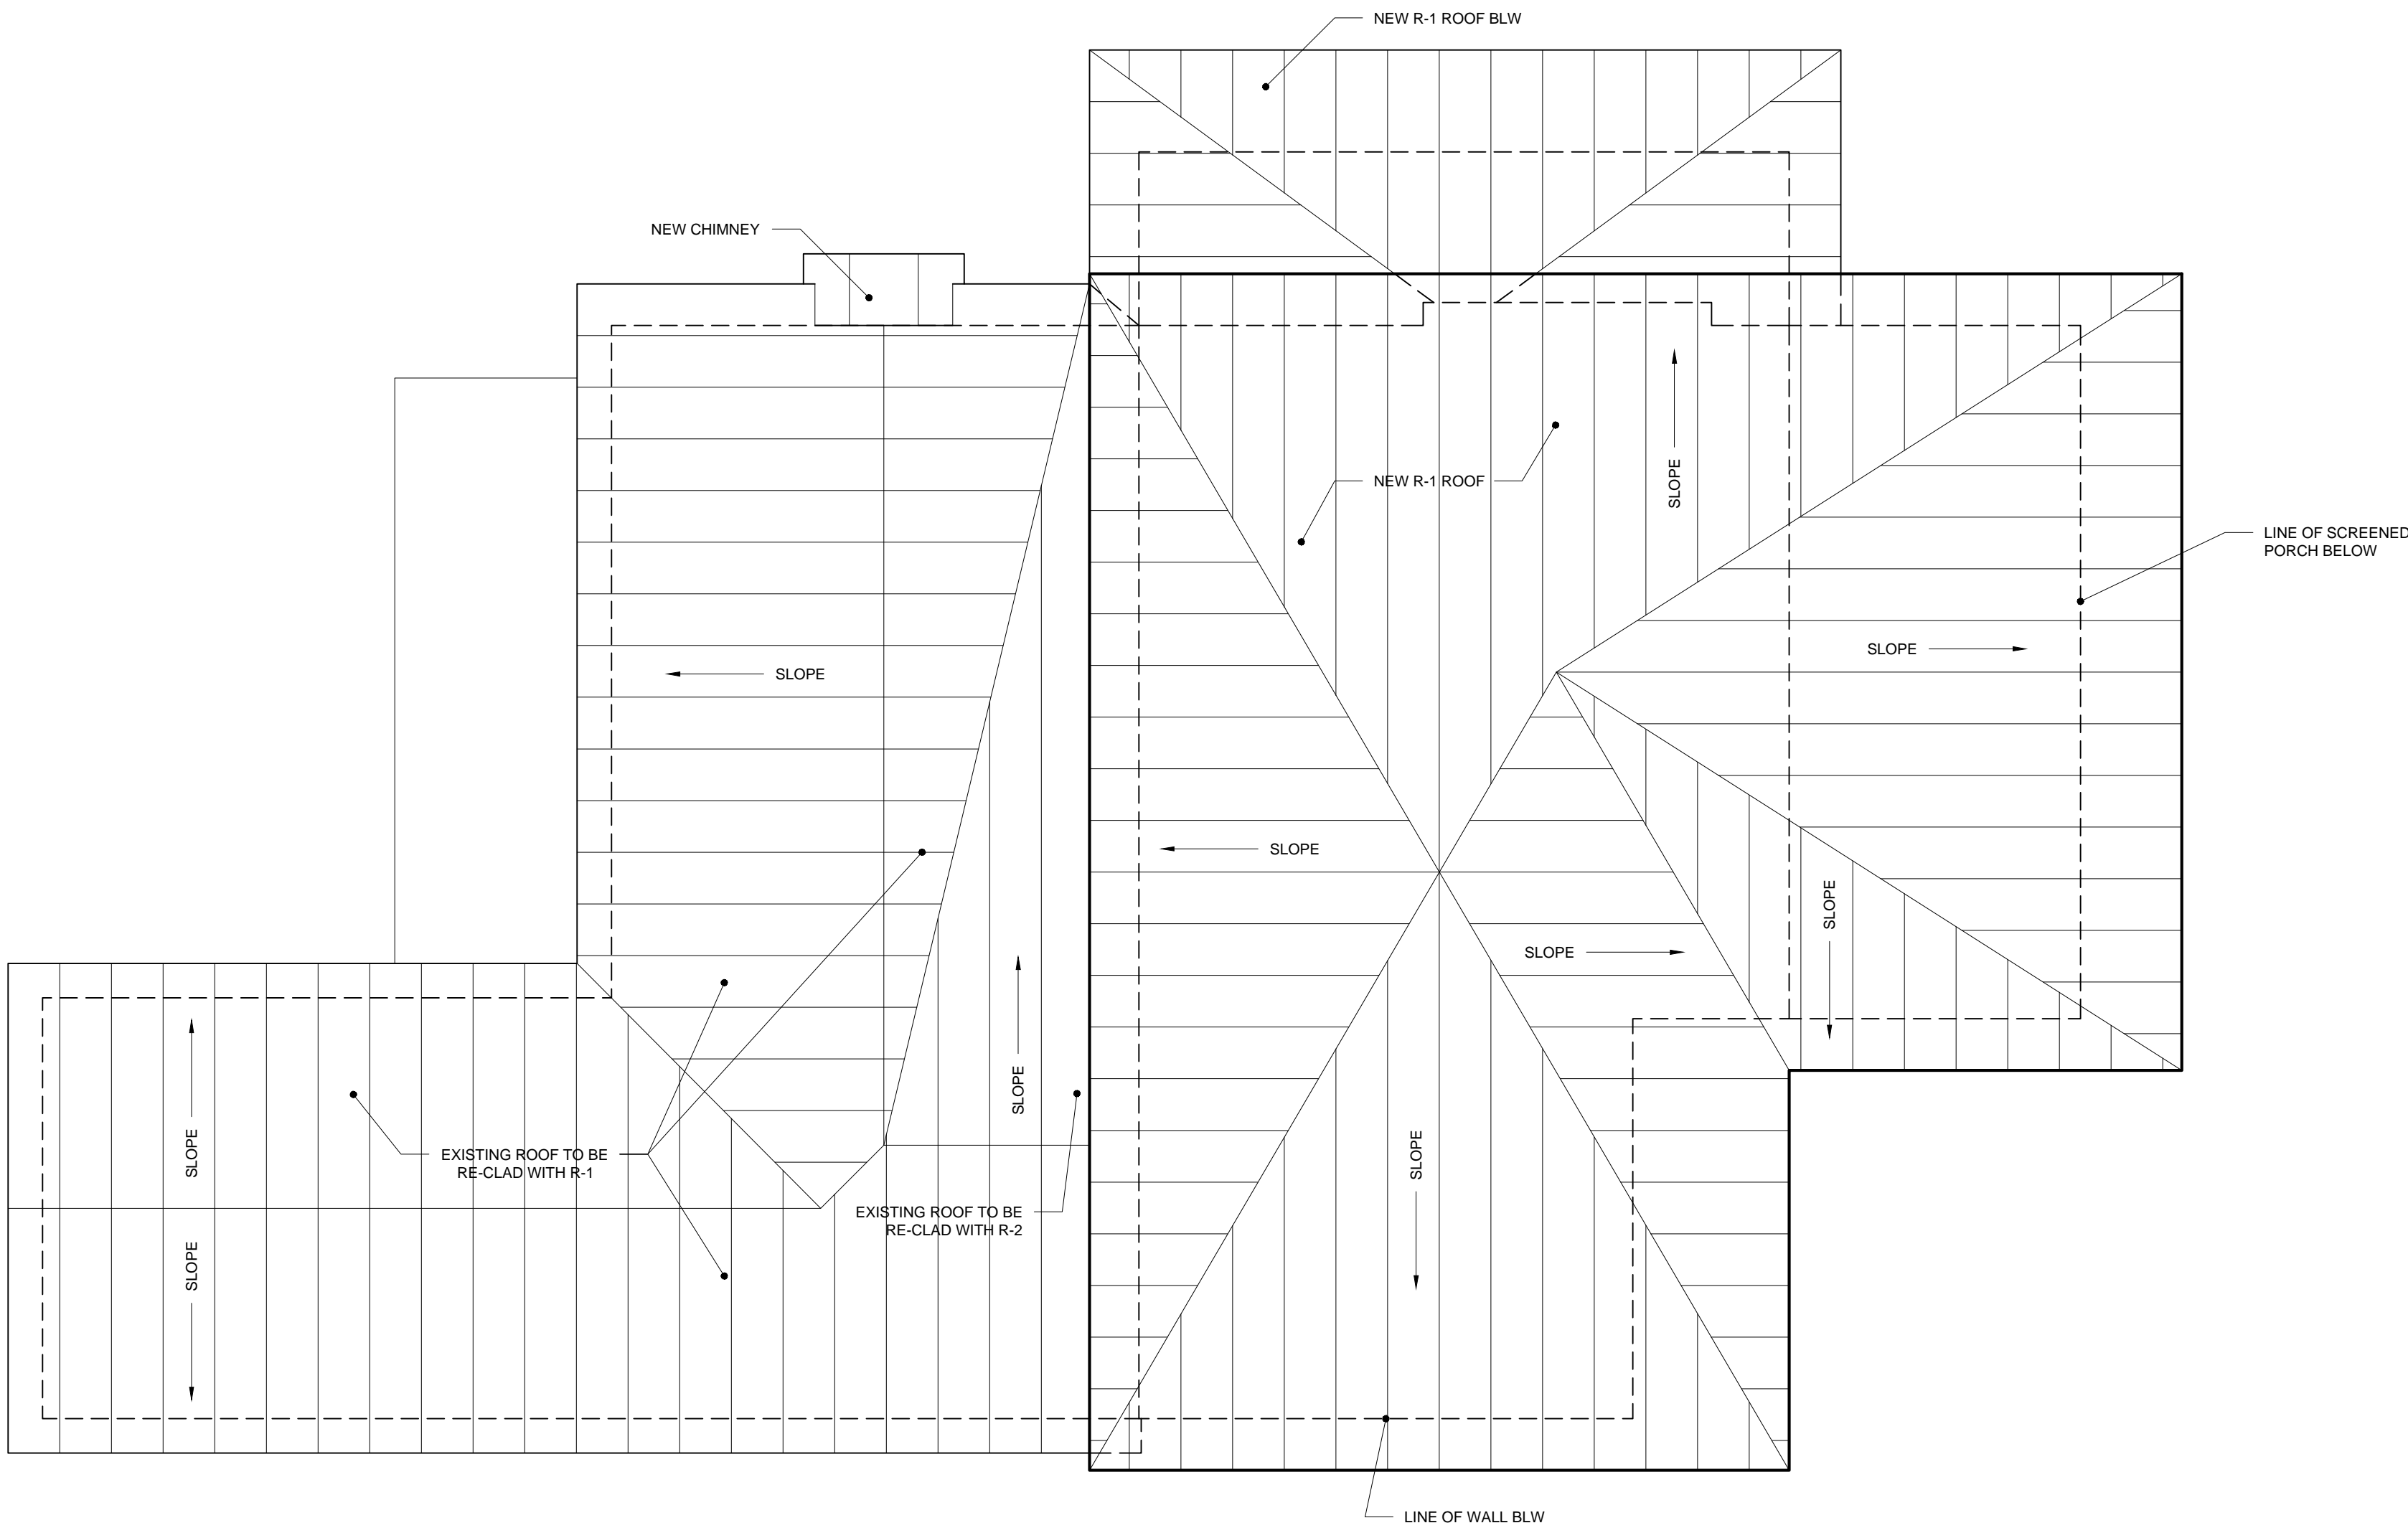 NEW R-1 ROOF BLW
NEW CHIMNEY
NEW R-1 ROOF
SLOPE
LINE OF SCREENED
PORCH BELOW
SLOPE
SLOPE
SLOPE
SLOPE
SLOPE
SLOPE
SLOPE
SLOPE
EXISTING ROOF TO BE
RE-CLAD WITH R-1
SLOPE
EXISTING ROOF TO BE
RE-CLAD WITH R-2
SLOPE
LINE OF WALL BLW